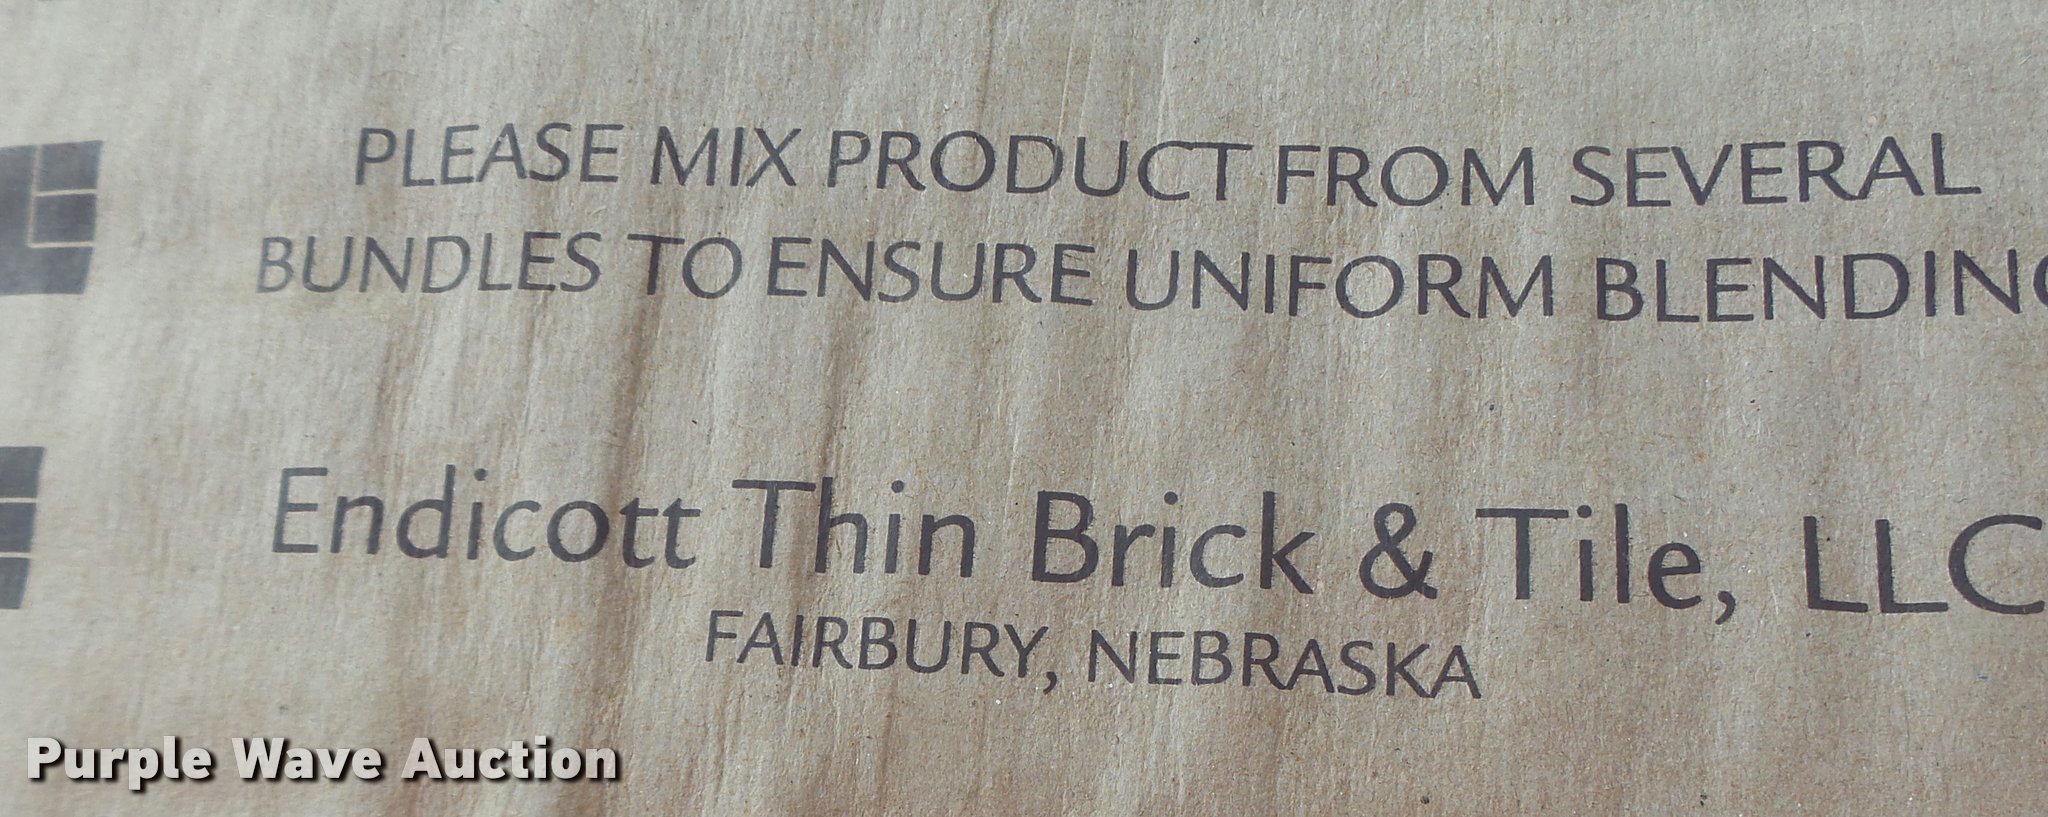 PLEASE MIX PRODUCT FROM SEVERAL
BUNDLES TO ENSURE UNIFORM BLENDING
Endicott Thin Brick & Tile, LLC
FAIRBURY, NEBRASKA
Purple Wave Auction